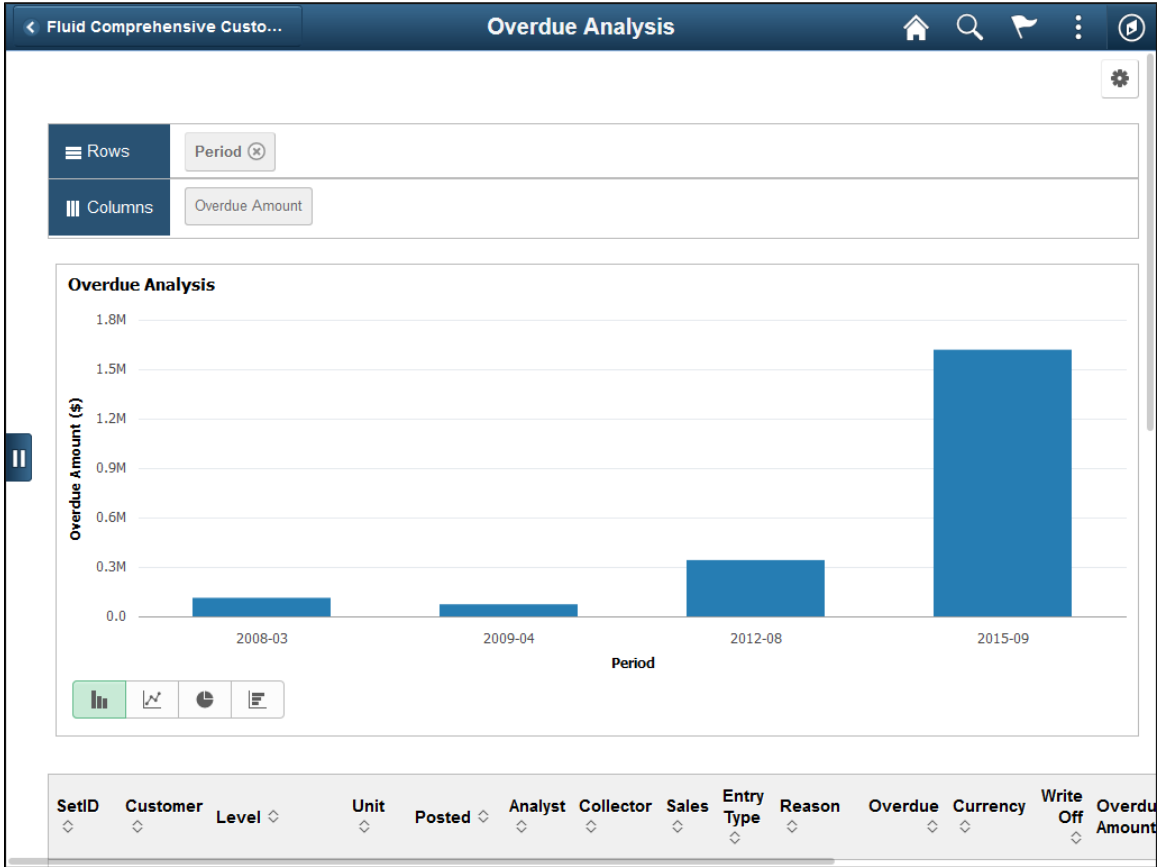 Fluid Comprehensive Custo...
Overdue Analysis
Rows
Period
Columns
Overdue Amount
Overdue Analysis
1.8M
1.5M
1.2M
0.9M
0.6M
0.3M
0.0
Overdue Amount ($)
2008-03 2009-04 2012-08 2015-09
Period
SetID Customer Level Unit Posted Analyst Collector Sales Entry Type Reason Overdue Currency Write Off Overdu Amount